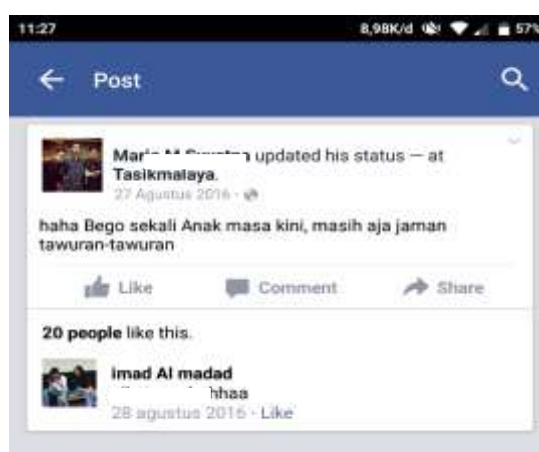 11:27 8,98K/d 57%
Post
updated his status — at
Tasikmalaya.
27 Agustus 2016
haha Bego sekali Anak masa kini, masih aja jaman
tawuran-tawuran
Like Comment Share
20 people like this.
imad Al madad
hhaa
28 agustus 2016 · Like